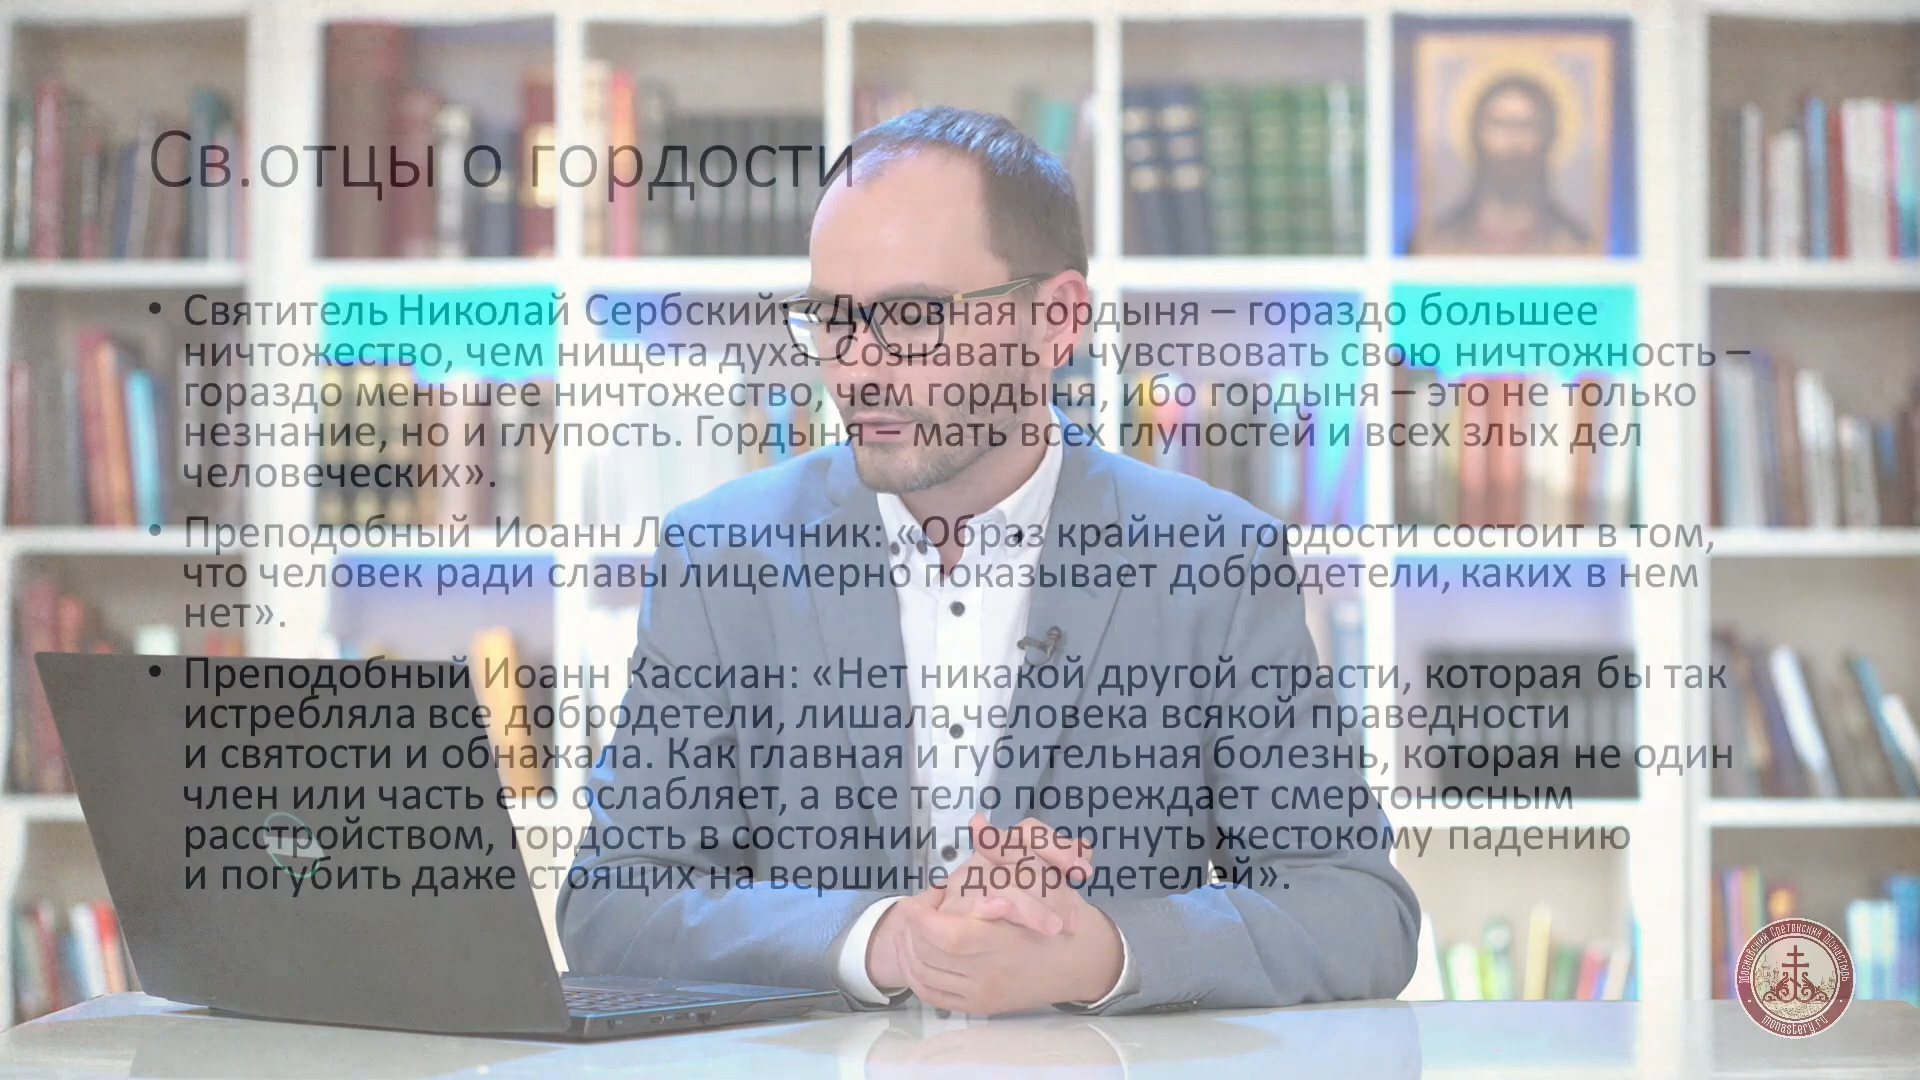 Св.отцы о гордости
• Святитель Николай Сербский: «Духовная гордыня – гораздо большее
ничтожество, чем нищета духа. Сознавать и чувствовать свою ничтожность –
гораздо меньшее ничтожество, чем гордыня, ибо гордыня – это не только
незнание, но и глупость. Гордыня – мать всех глупостей и всех злых дел
человеческих».
• Преподобный Иоанн Лествичник: «Образ крайней гордости состоит в том,
что человек ради славы лицемерно показывает добродетели, каких в нем
нет».
• Преподобный Иоанн Кассиан: «Нет никакой другой страсти, которая бы так
истребляла все добродетели, лишала человека всякой праведности
и святости и обнажала. Как главная и губительная болезнь, которая не один
член или часть его ослабляет, а все тело повреждает смертоносным
расстройством, гордость в состоянии подвергнуть жестокому падению
и погубить даже стоящих на вершине добродетелей».
Московский Сретенский Монастырь
monastery.ru